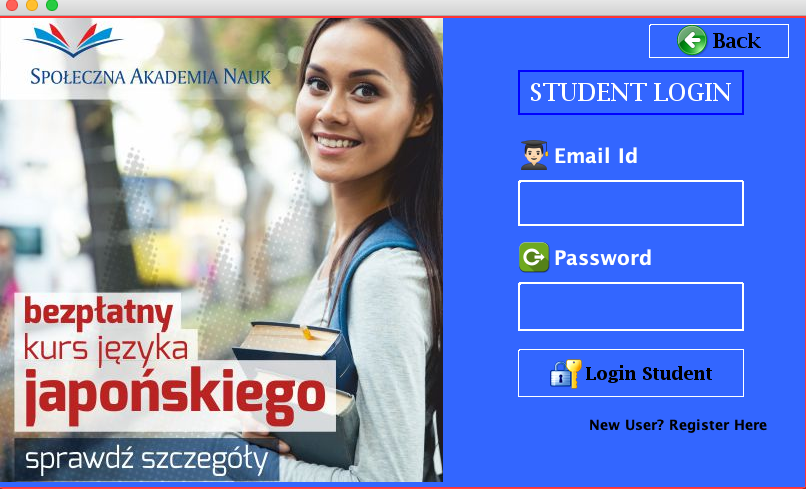 SPOŁECZNA AKADEMIA NAUK
bezpłatny
kurs języka
japońskiego
sprawdź szczegóły
Back
STUDENT LOGIN
Email Id
Password
Login Student
New User? Register Here